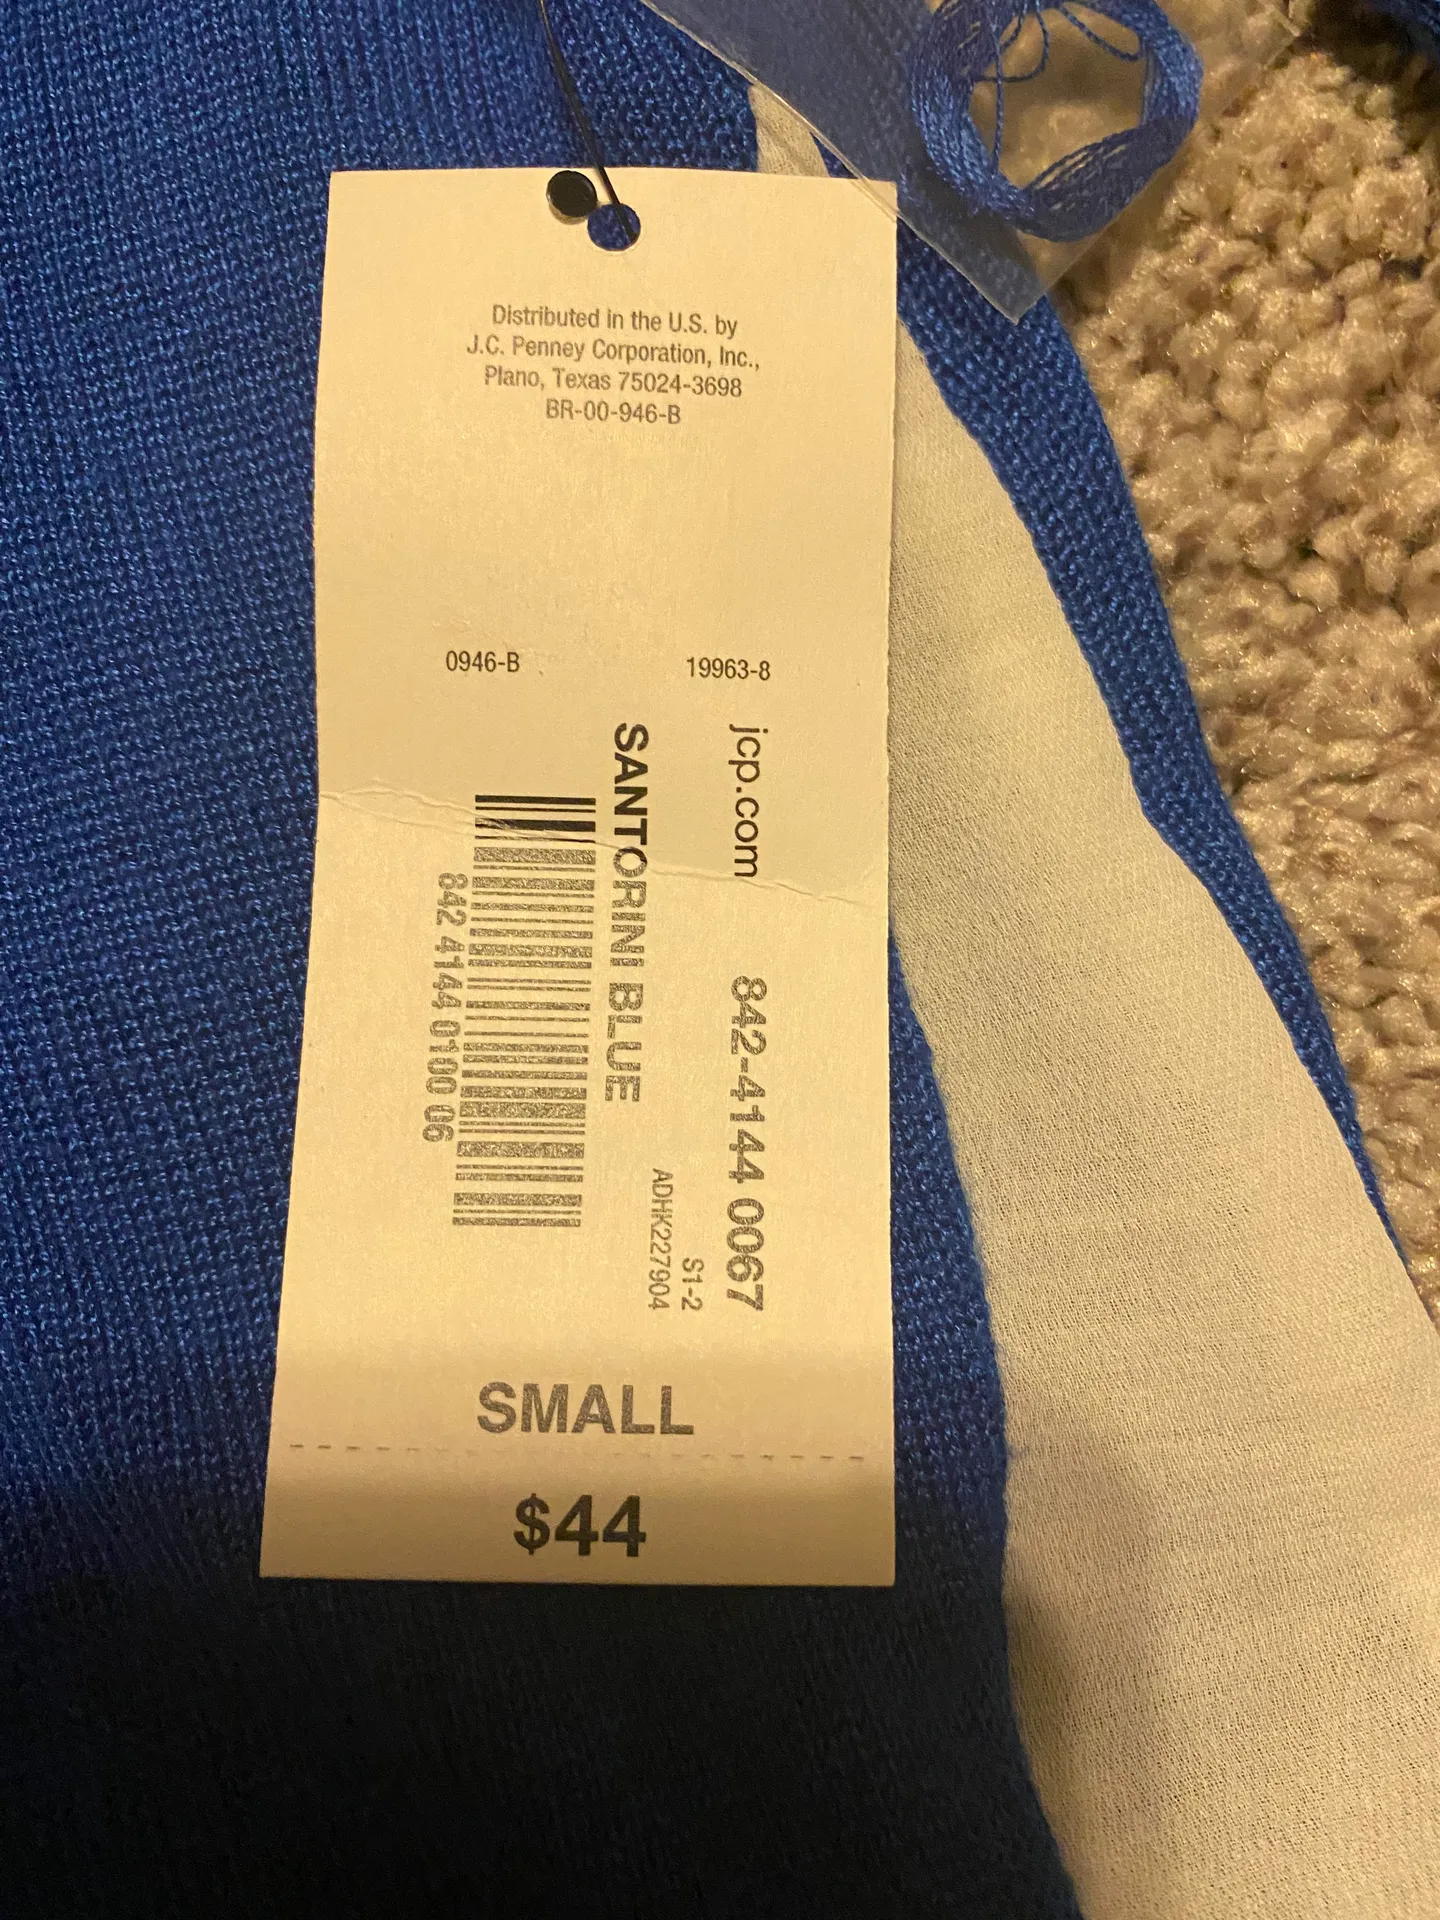 Distributed in the U.S. by
J.C. Penney Corporation, Inc.,
Plano, Texas 75024-3698
BR-00-946-B
0946-B 19963-8
jcp.com 842-4144 0067
S1-2
ADHK227904
SANTORINI BLUE
842 4144 0100 06
SMALL
$44